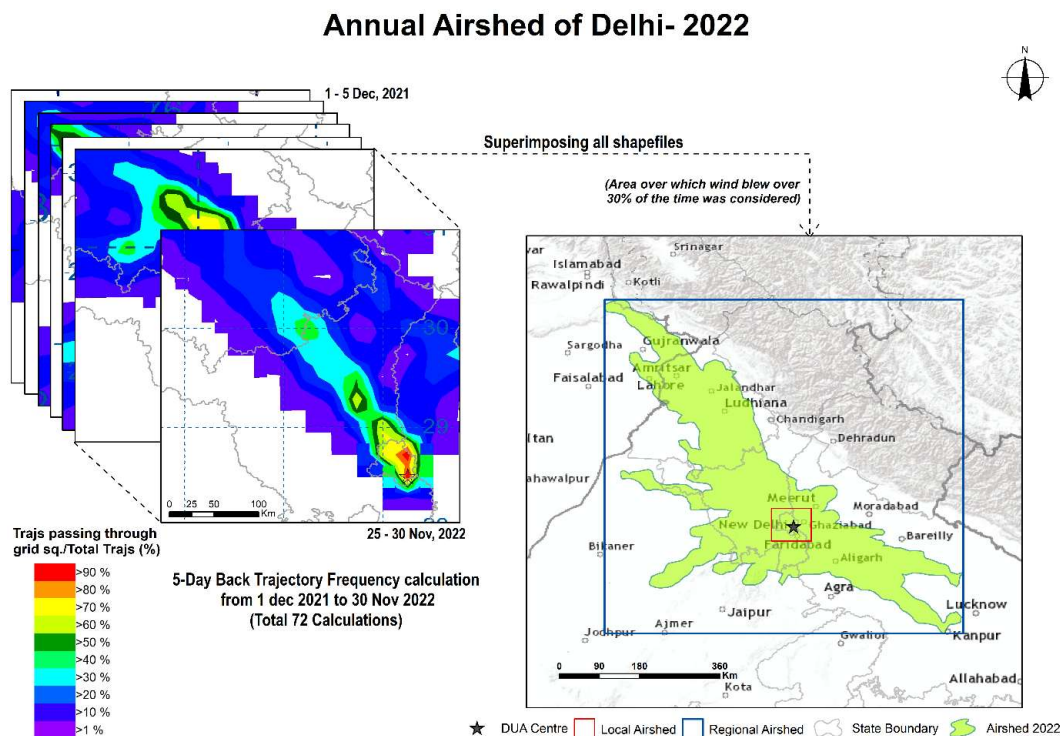 Annual Airshed of Delhi- 2022
N
1 - 5 Dec, 2021
Superimposing all shapefiles
(Area over which wind blew over
30% of the time was considered)
30
29
0 25 50 100
Km
25 - 30 Nov, 2022
Trajs passing through
grid sq./Total Trajs (%)
>90 %
>80 %
>70 %
>60 %
>50 %
>40 %
>30 %
>20 %
>10 %
>1 %
5-Day Back Trajectory Frequency calculation
from 1 dec 2021 to 30 Nov 2022
(Total 72 Calculations)
war
Srinagar
Islamabad
Rawalpindi
Kotli
Sargodha
Gujranwala
Amritsar
Faisalabad
Lahore
Jalandhar
Ludhiana
Chandigarh
ltan
Dehradun
ahawalpur
Meerut
Moradabad
New Delhi
Ghaziabad
Bareilly
Bikaner
Faridabad
Aligarh
Agra
Lucknow
Jaipur
Ajmer
Kanpur
Jodhpur
Gwalior
0 90 180 360
Km
Kota
Allahabad
DUA Centre
Local Airshed
Regional Airshed
State Boundary
Airshed 2022